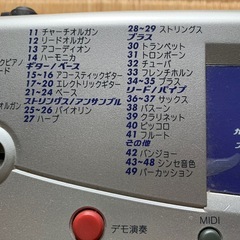 11 チャーチオルガン
12 リードオルガン
13 アコーディオン
14 ハーモニカ
ギター/ベース
15~16 アコースティックギター
17~20 エレクトリックギター
21~24 ベース
ストリングス/アンサンブル
25~26 バイオリン
27 ハープ
28~29 ストリングス
ブラス
30 トランペット
31 トロンボーン
32 チューバ
33 フレンチホルン
34~35 ブラス
リード/パイプ
36~37 サックス
38 バスーン
39 クラリネット
40 ピッコロ
41 フルート
その他
42 バンジョー
43~48 シンセ音色
49 パーカッション
クピアノ
ード
オルガン
デモ演奏
MIDI